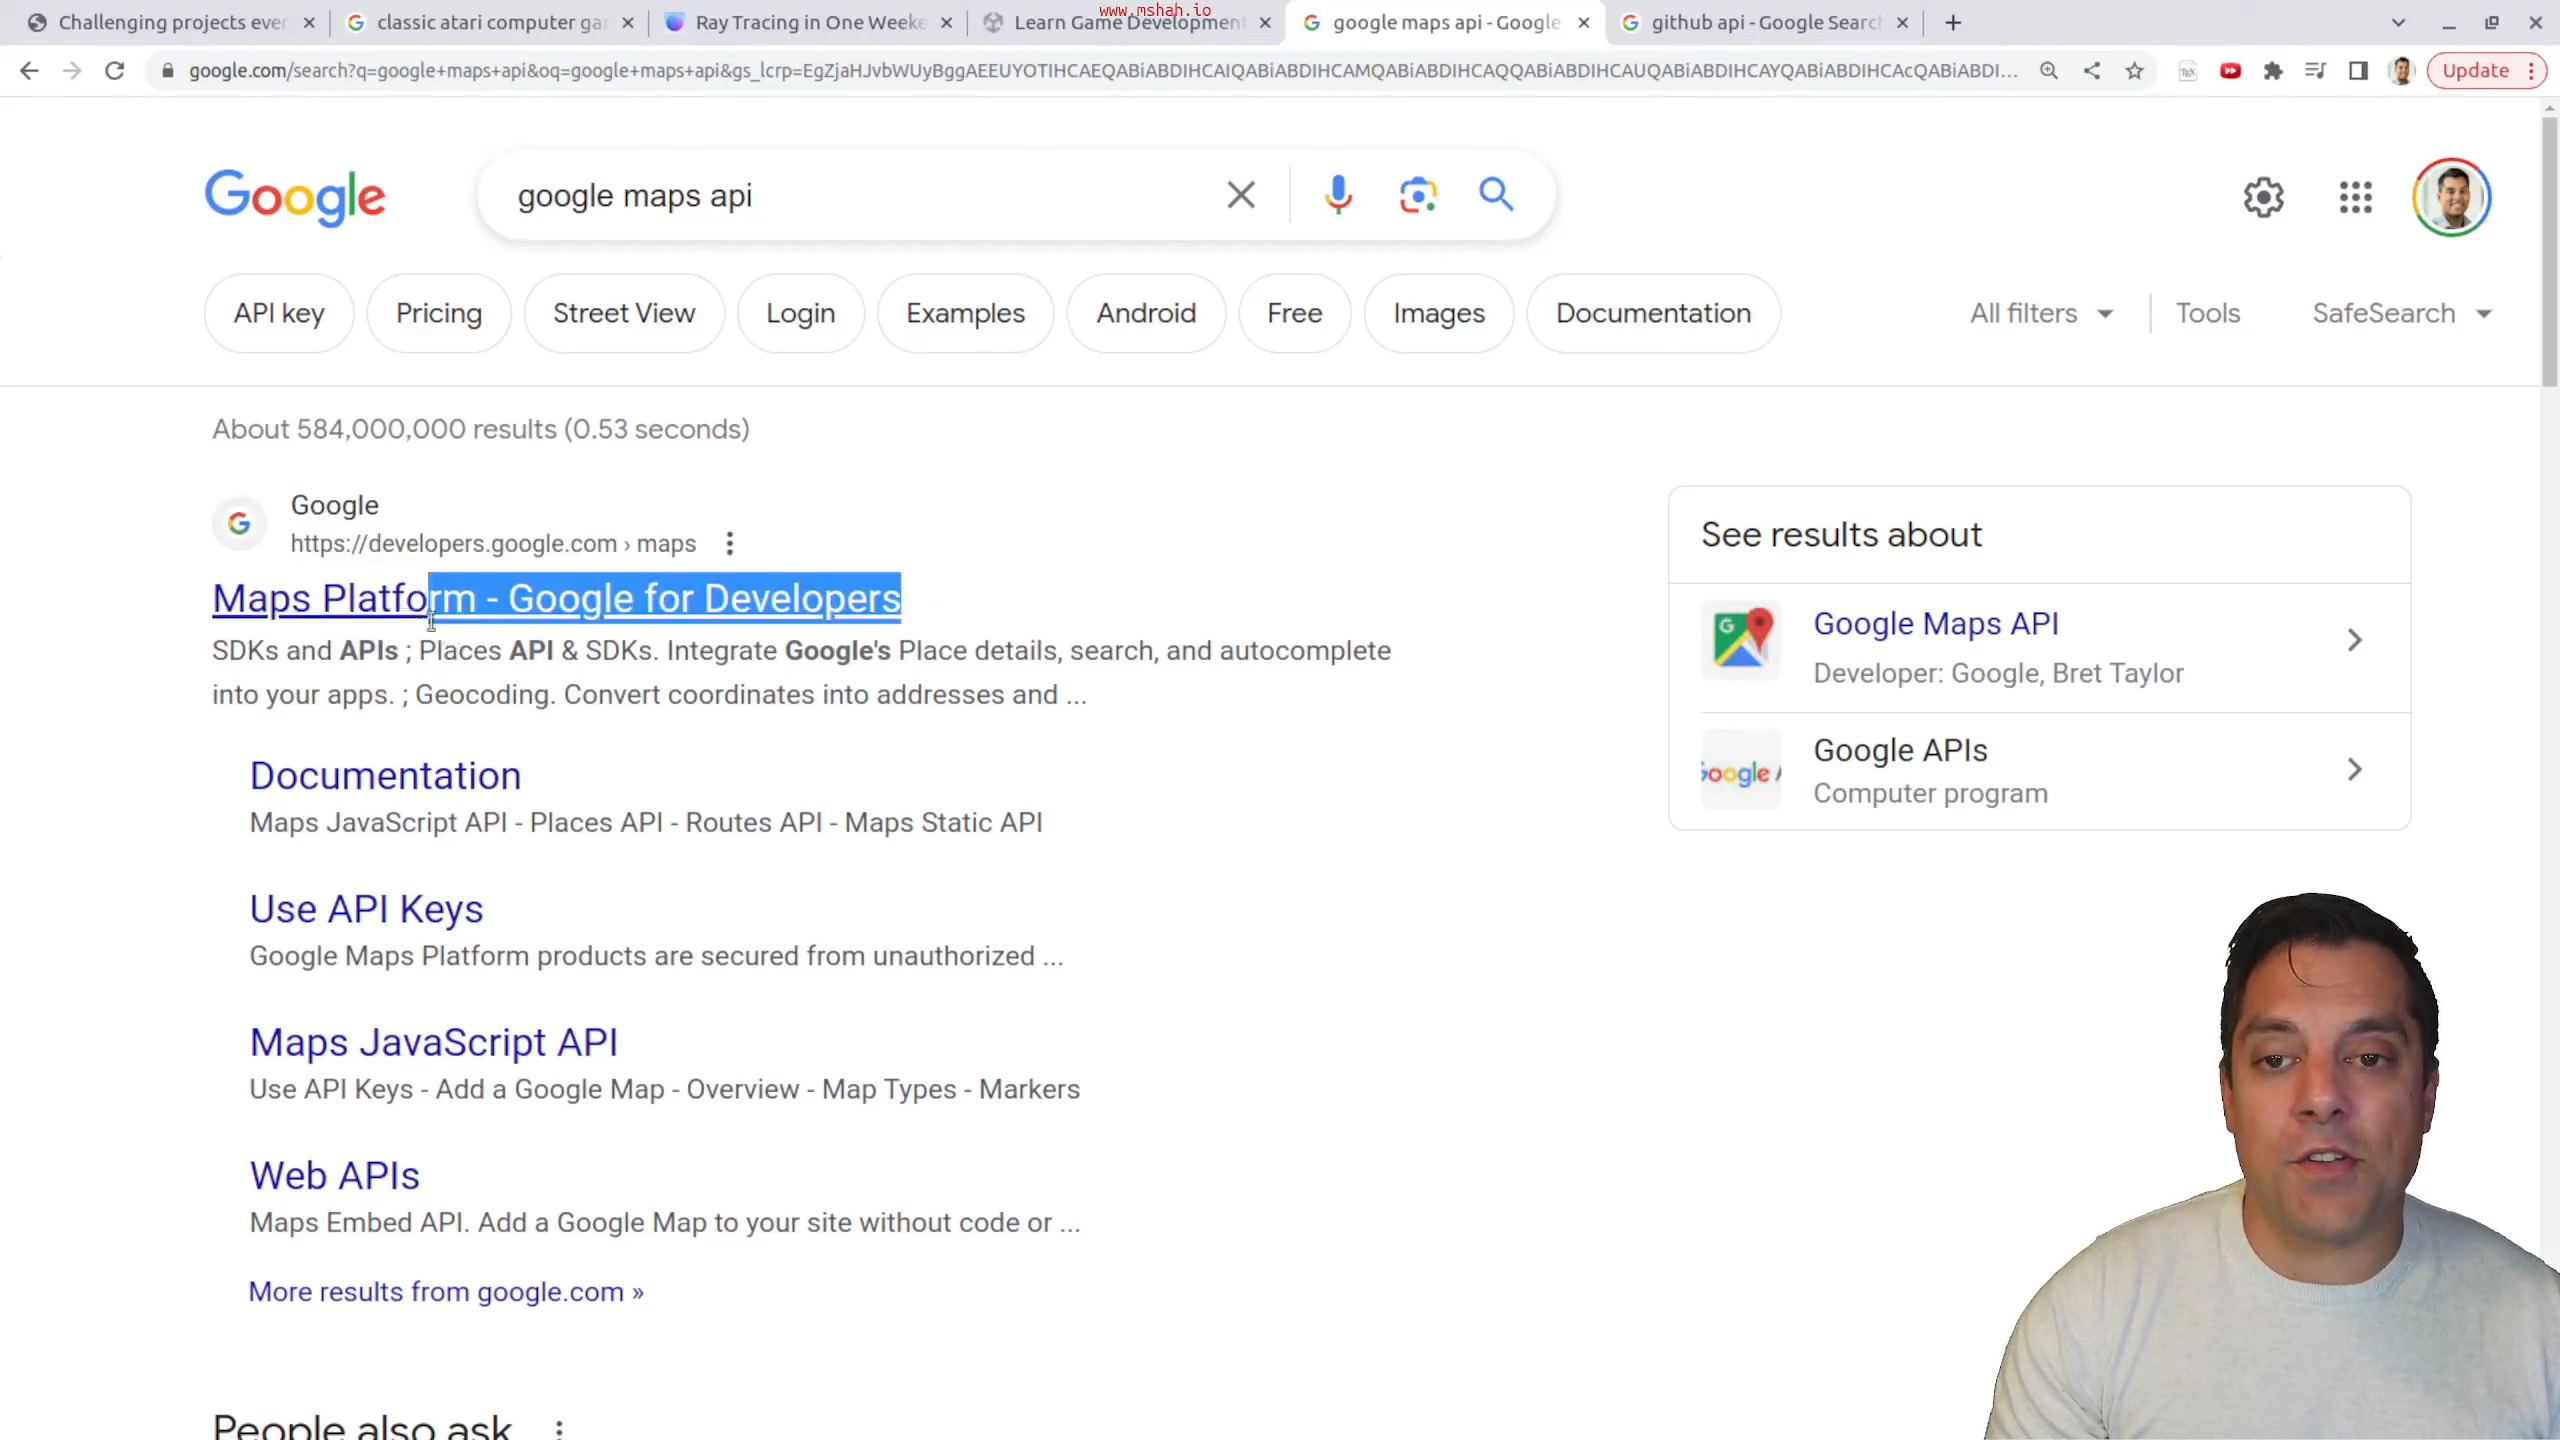 www.mshah.io
Challenging projects ever
classic atari computer gar
Ray Tracing in One Weeke
Learn Game Development
google maps api - Google
github api - Google Search
google.com/search?q=google+maps+api&oq=google+maps+api&gs_lcrp=EgZjaHJvbWUyBggAEEUYOTIHCAEQABiABDIHCAIQABiABDIHCAMQABiABDIHCAQQABiABDIHCAUQABiABDIHCAYQABiABDIHCAcQABiABDI...
Update
Google
google maps api
API key
Pricing
Street View
Login
Examples
Android
Free
Images
Documentation
All filters
Tools
SafeSearch
About 584,000,000 results (0.53 seconds)
Google
https://developers.google.com › maps
Maps Platform - Google for Developers
SDKs and APIs ; Places API & SDKs. Integrate Google's Place details, search, and autocomplete
into your apps. ; Geocoding. Convert coordinates into addresses and ...
Documentation
Maps JavaScript API - Places API - Routes API - Maps Static API
Use API Keys
Google Maps Platform products are secured from unauthorized ...
Maps JavaScript API
Use API Keys - Add a Google Map - Overview - Map Types - Markers
Web APIs
Maps Embed API. Add a Google Map to your site without code or ...
More results from google.com »
People also ask
See results about
Google Maps API
Developer: Google, Bret Taylor
Google APIs
Computer program